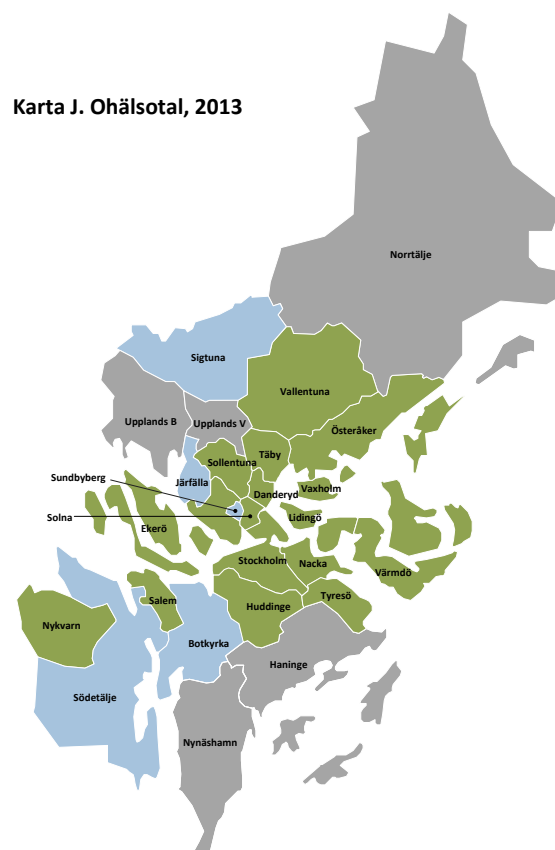 Karta J. Ohälsotal, 2013
Norrtälje
Sigtuna
Vallentuna
Upplands B
Upplands V
Österåker
Täby
Sollentuna
Sundbyberg
Järfälla
Danderyd
Vaxholm
Solna
Ekerö
Lidingö
Stockholm
Nacka
Värmdö
Salem
Huddinge
Tyresö
Nykvarn
Botkyrka
Haninge
Södetälje
Nynäshamn